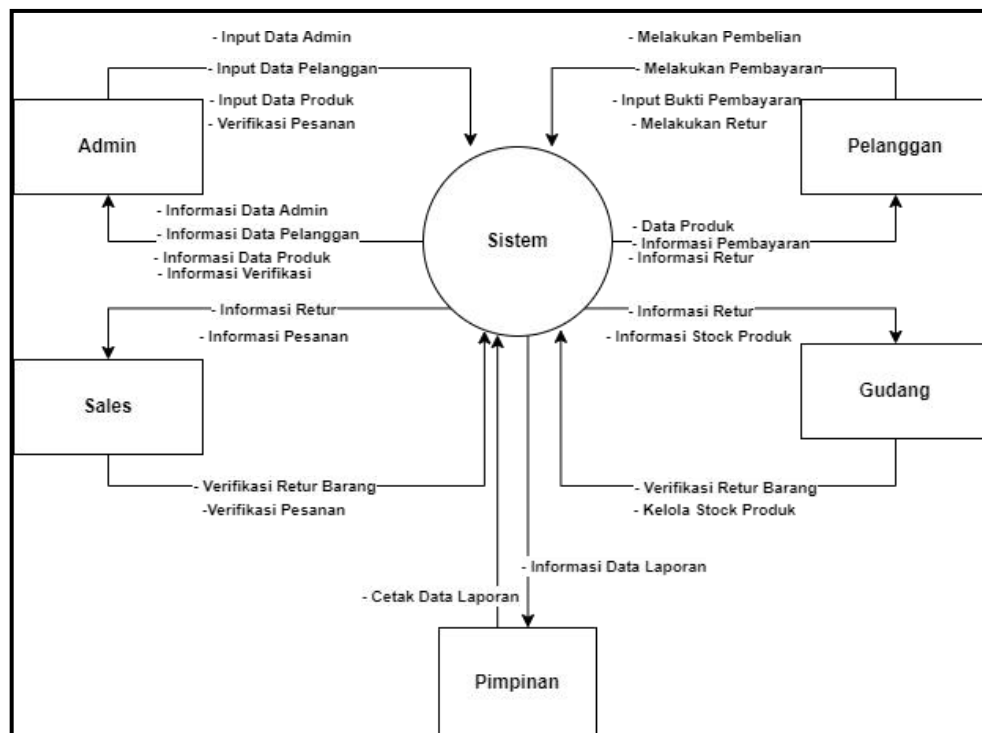 - Input Data Admin
- Input Data Pelanggan
- Input Data Produk
- Verifikasi Pesanan
- Melakukan Pembelian
- Melakukan Pembayaran
- Input Bukti Pembayaran
- Melakukan Retur
Admin
Pelanggan
Sistem
- Informasi Data Admin
- Informasi Data Pelanggan
- Informasi Data Produk
- Informasi Verifikasi
- Data Produk
- Informasi Pembayaran
- Informasi Retur
- Informasi Retur
- Informasi Pesanan
- Informasi Retur
- Informasi Stock Produk
Sales
Gudang
- Verifikasi Retur Barang
-Verifikasi Pesanan
- Verifikasi Retur Barang
- Kelola Stock Produk
- Informasi Data Laporan
- Cetak Data Laporan
Pimpinan